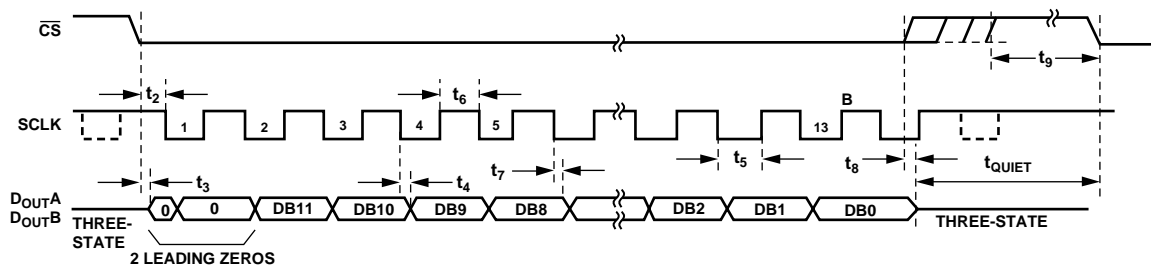 CS
t9
t2
t6
B
SCLK
1
2
3
4
5
13
t5
t8
tQUIET
t3
t4
t7
DOUTA
DOUTB
0
0
DB11
DB10
DB9
DB8
DB2
DB1
DB0
THREE-
STATE
THREE-STATE
2 LEADING ZEROS